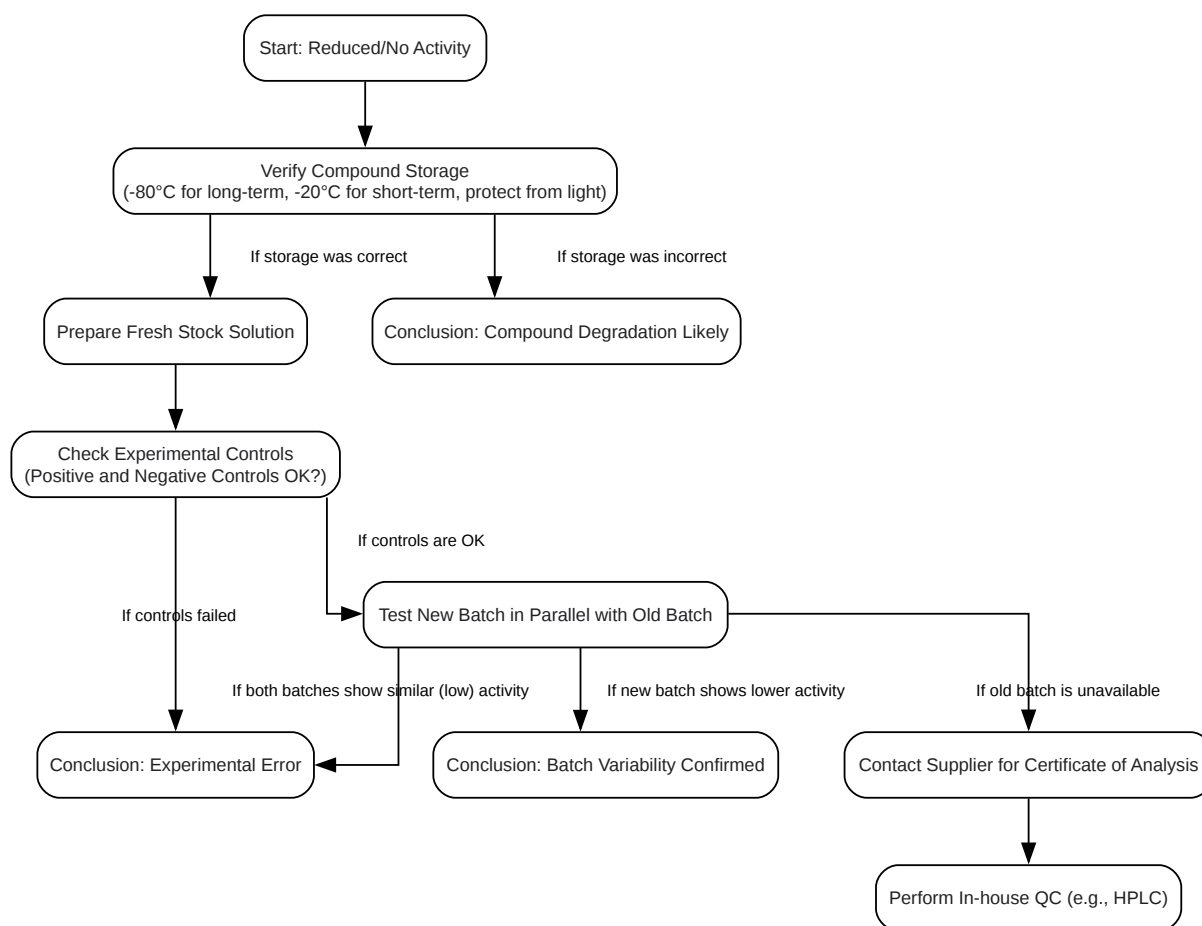 Start: Reduced/No Activity
Verify Compound Storage
(-80°C for long-term, -20°C for short-term, protect from light)
If storage was correct
If storage was incorrect
Prepare Fresh Stock Solution
Conclusion: Compound Degradation Likely
Check Experimental Controls
(Positive and Negative Controls OK?)
If controls are OK
If controls failed
Test New Batch in Parallel with Old Batch
If both batches show similar (low) activity
If new batch shows lower activity
If old batch is unavailable
Conclusion: Experimental Error
Conclusion: Batch Variability Confirmed
Contact Supplier for Certificate of Analysis
Perform In-house QC (e.g., HPLC)